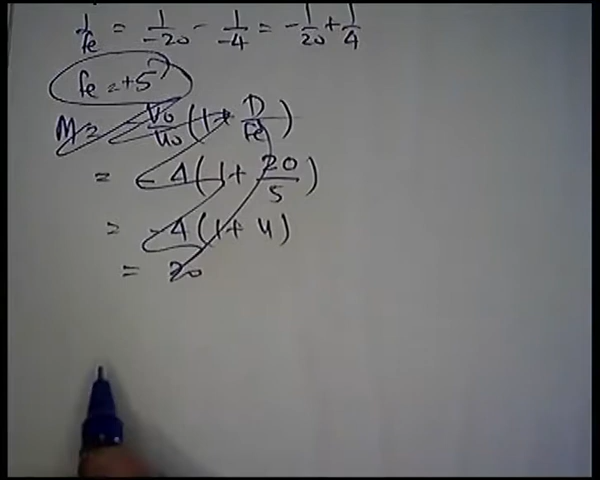 1/fe = 1/-20 - 1/-4 = -1/20 + 1/4
fe = +5
M = -v₀/u₀ (1 + D/fe)
= -4 (1 + 20/5)
= -4 (1 + 4)
= 20